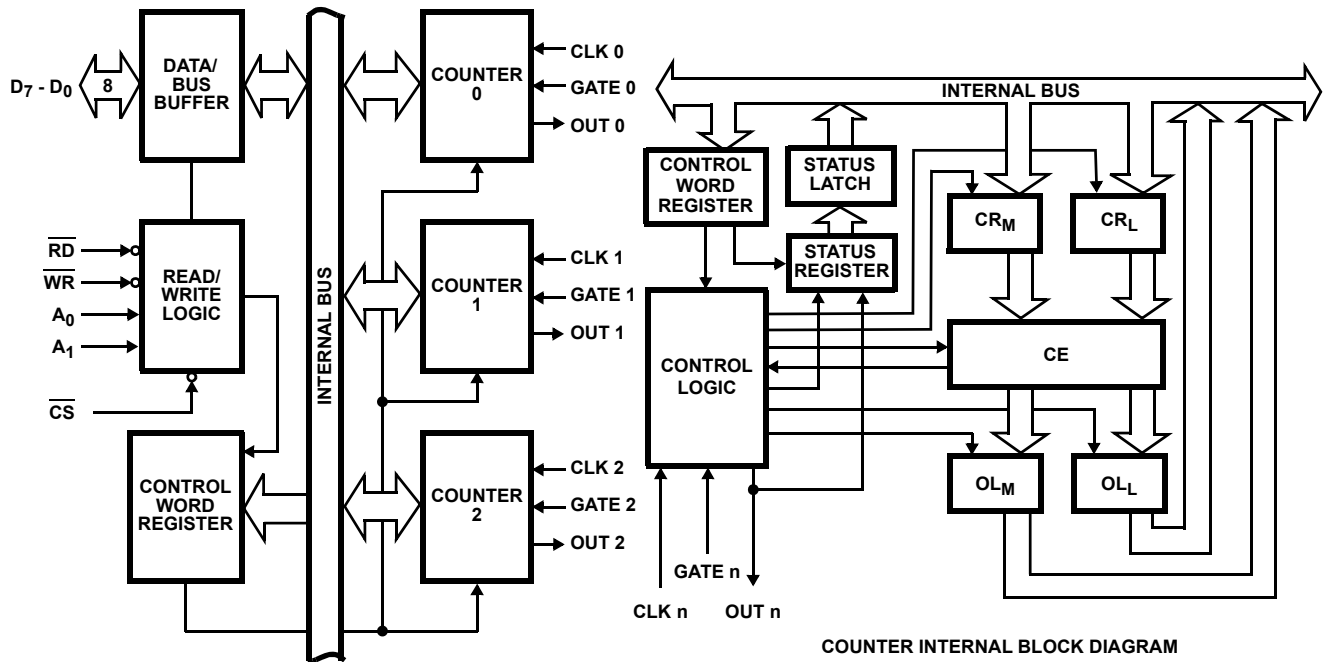 D7 - D0
8
DATA/
BUS
BUFFER
COUNTER
0
CLK 0
GATE 0
OUT 0
RD
WR
A0
A1
CS
READ/
WRITE
LOGIC
INTERNAL BUS
COUNTER
1
CLK 1
GATE 1
OUT 1
CONTROL
WORD
REGISTER
COUNTER
2
CLK 2
GATE 2
OUT 2
INTERNAL BUS
CONTROL
WORD
REGISTER
STATUS
LATCH
STATUS
REGISTER
CRM
CRL
CONTROL
LOGIC
CE
OLM
OLL
GATE n
CLK n
OUT n
COUNTER INTERNAL BLOCK DIAGRAM